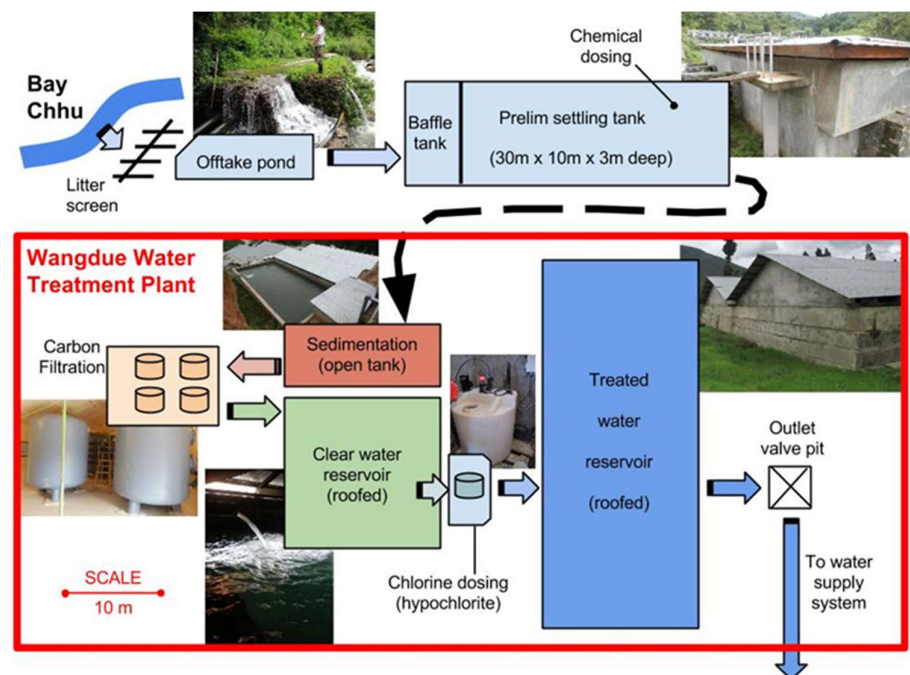 Bay
Chhu
Litter
screen
Offtake pond
Baffle
tank
Chemical
dosing
Prelim settling tank
(30m x 10m x 3m deep)
Wangdue Water
Treatment Plant
Carbon
Filtration
Sedimentation
(open tank)
Clear water
reservoir
(roofed)
Chlorine dosing
(hypochlorite)
Treated
water
reservoir
(roofed)
Outlet
valve pit
To water
supply
system
SCALE
10 m